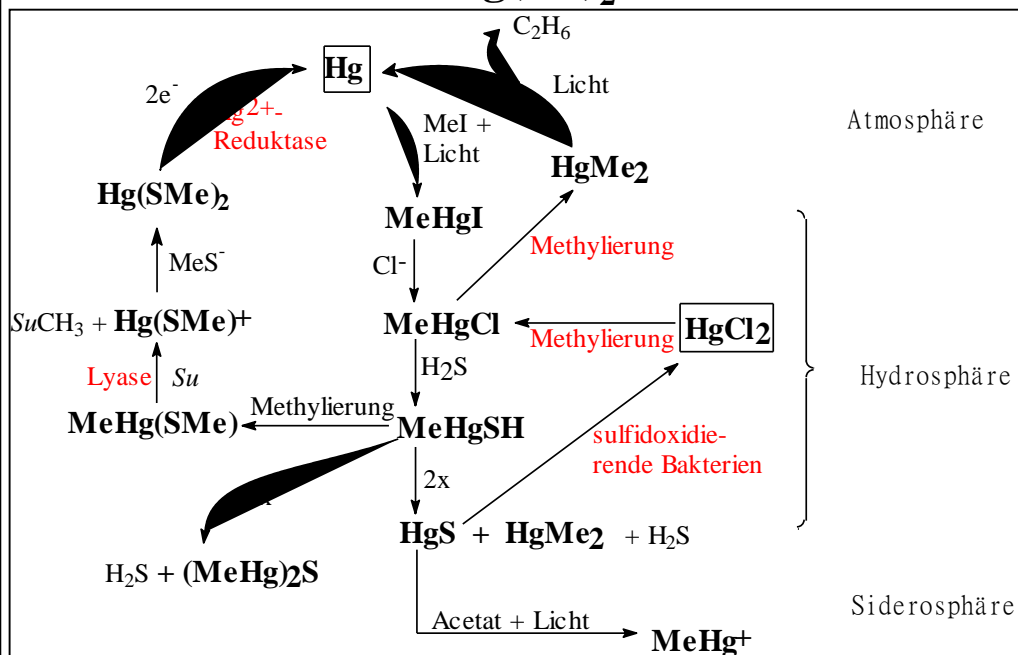 C₂H₆
Hg
2e⁻
Licht
2+-
Reduktase
MeI +
Licht
Atmosphäre
HgMe₂
Hg(SMe)₂
MeHgI
Methylierung
Cl-
MeS⁻
SuCH₃ + Hg(SMe)+
MeHgCl
Methylierung
HgCl₂
H₂S
Lyase
Su
Hydrosphäre
MeHg(SMe)
Methylierung
MeHgSH
sulfidoxidie-
rende Bakterien
2x
HgS + HgMe₂ + H₂S
H₂S + (MeHg)₂S
Siderosphäre
Acetat + Licht
MeHg+